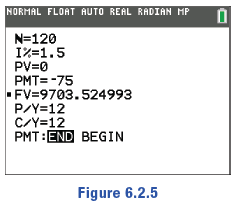 NORMAL FLOAT AUTO REAL RADIAN MP
N=120
I%=1.5
PV=0
PMT=-75
▪FV=9703.524993
P/Y=12
C/Y=12
PMT:END BEGIN
Figure 6.2.5